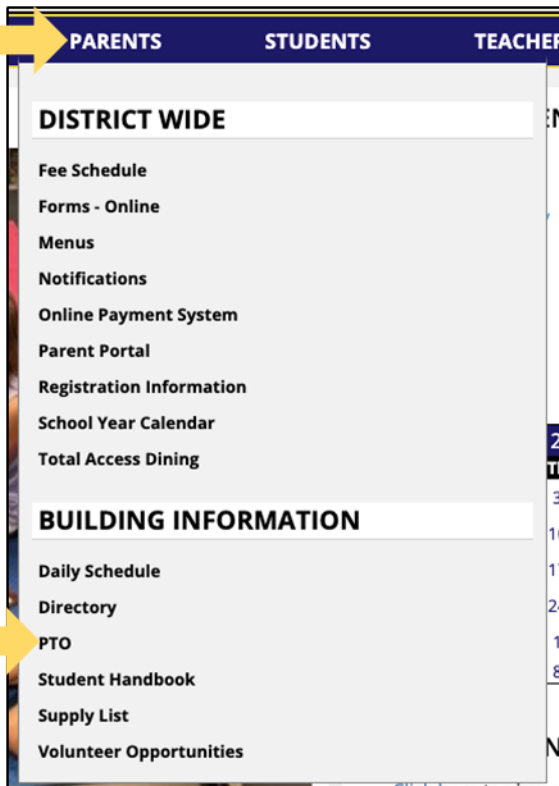 PARENTS STUDENTS TEACHER
DISTRICT WIDE
Fee Schedule
Forms - Online
Menus
Notifications
Online Payment System
Parent Portal
Registration Information
School Year Calendar
Total Access Dining
BUILDING INFORMATION
Daily Schedule
Directory
PTO
Student Handbook
Supply List
Volunteer Opportunities